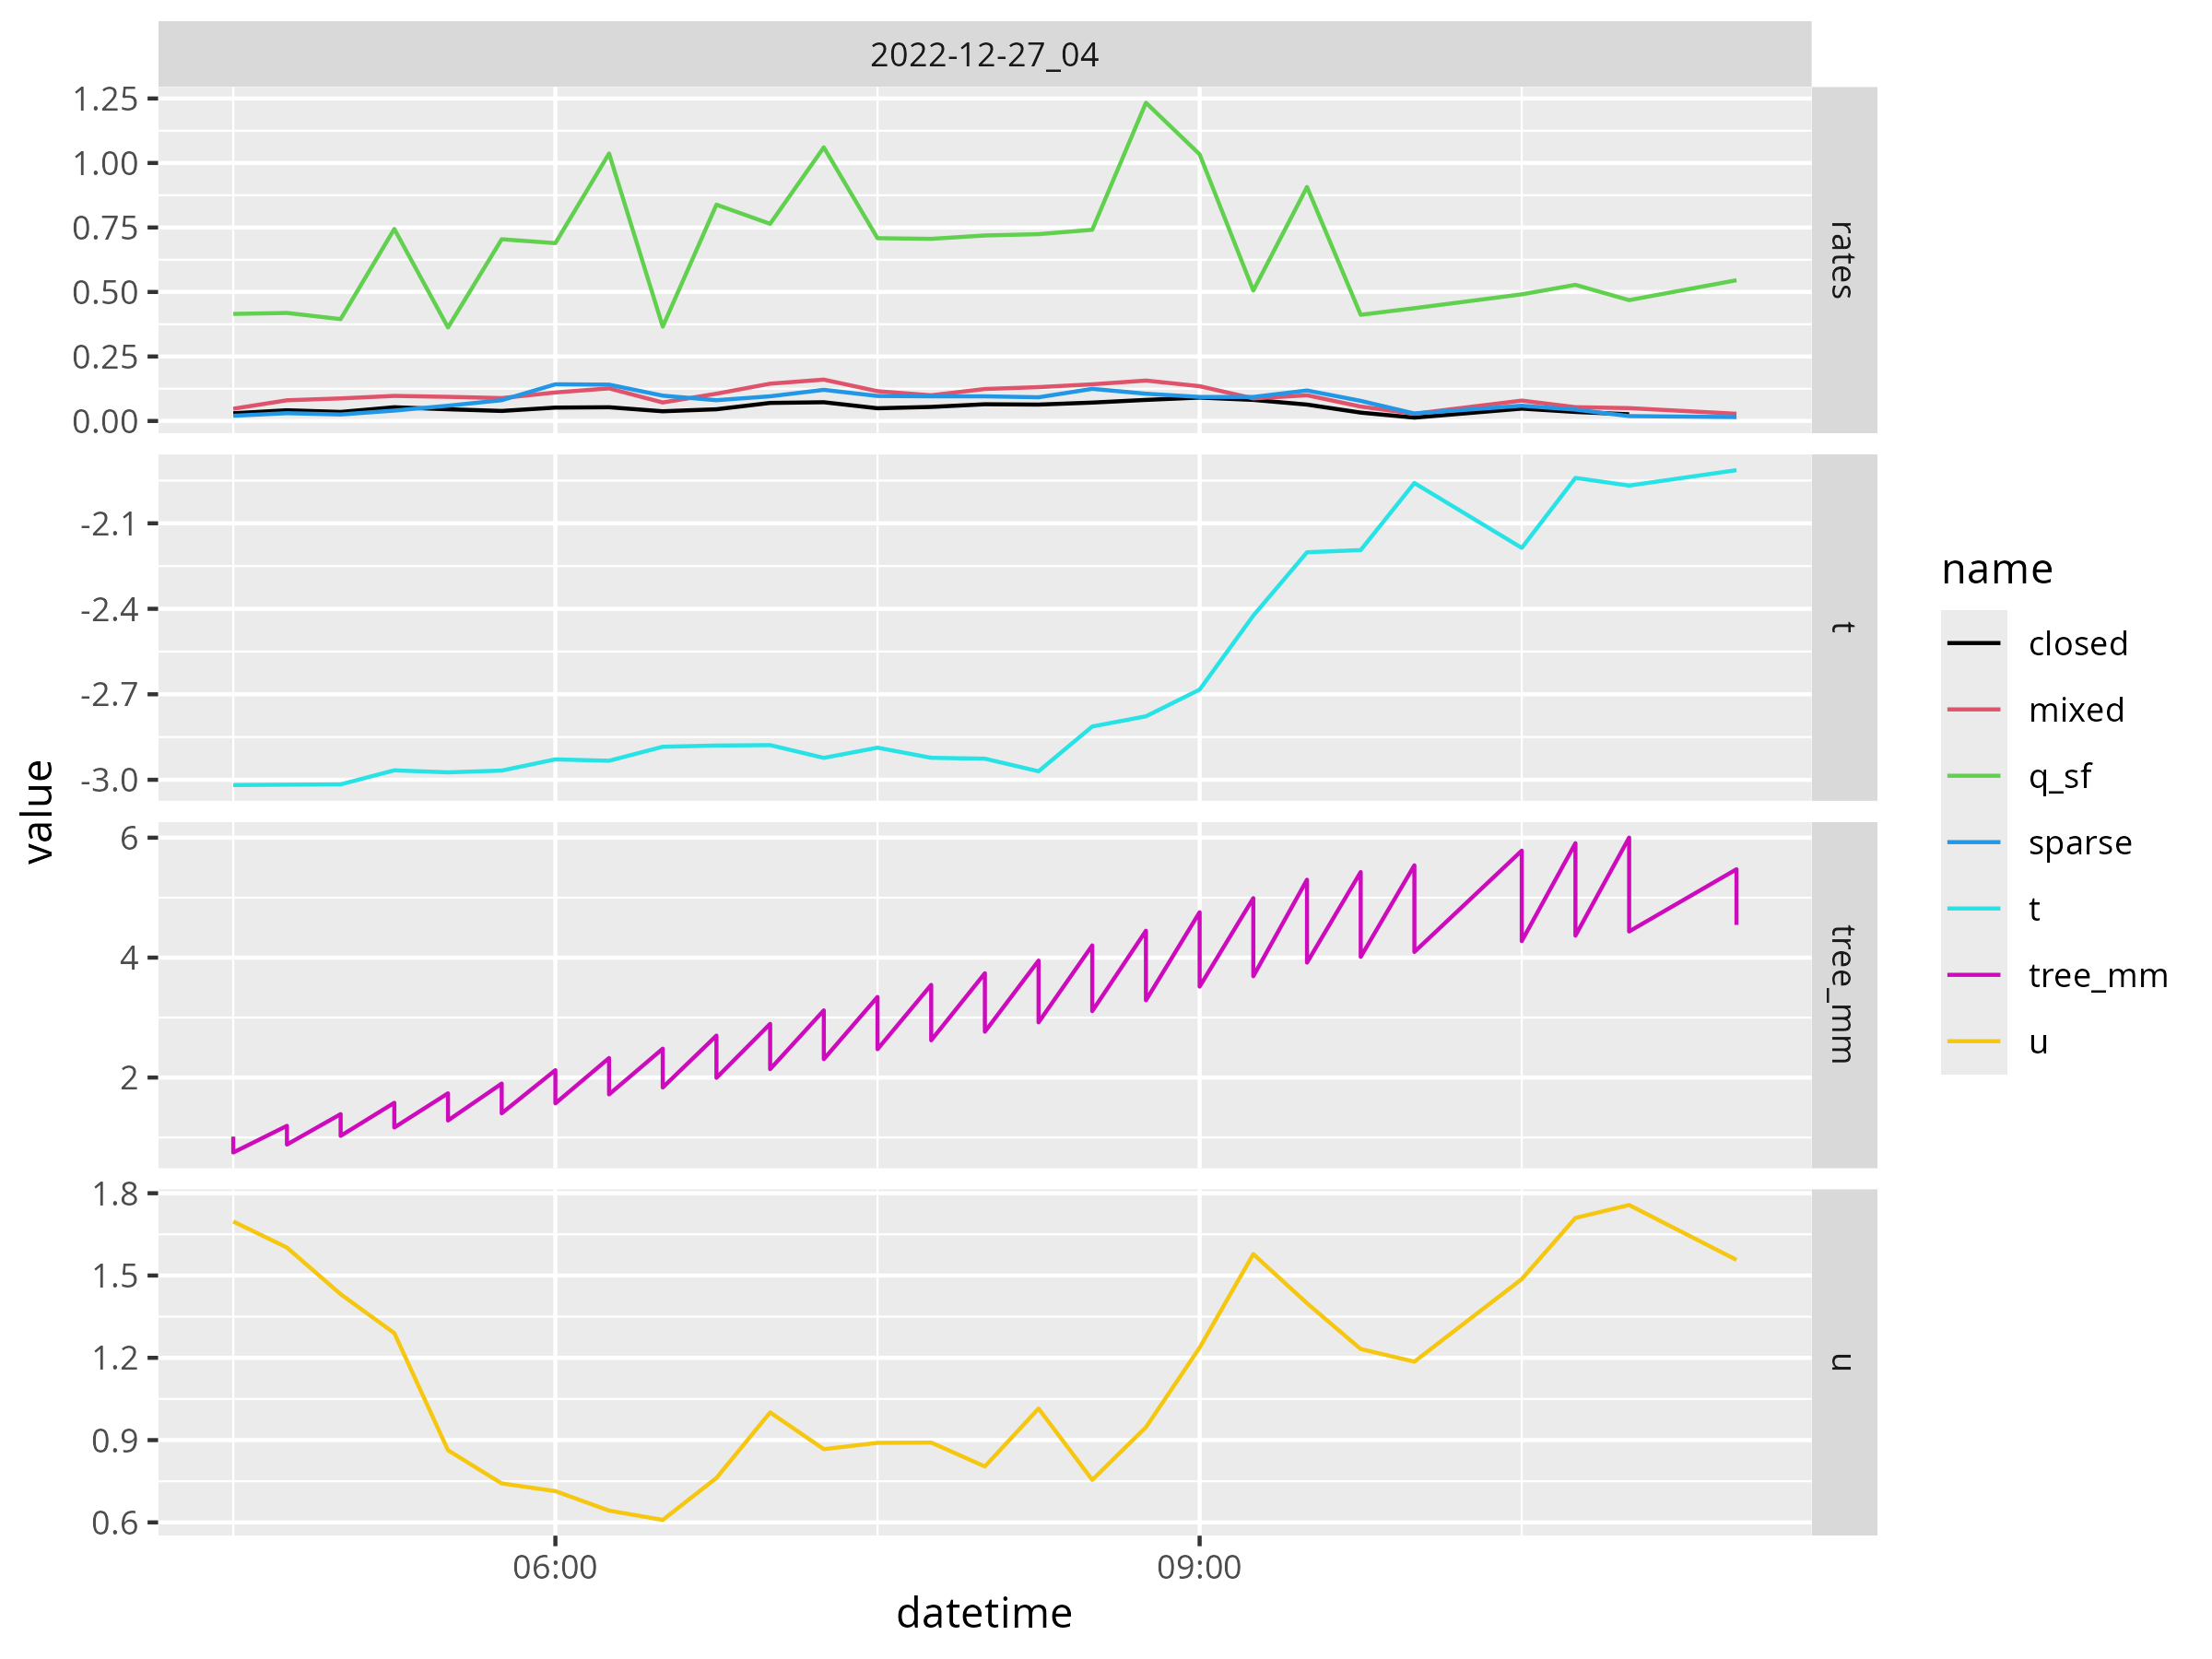 2022-12-27_04
1.25
1.00
0.75
0.50
0.25
0.00
rates
-2.1
-2.4
-2.7
-3.0
t
6
4
2
tree_mm
1.8
1.5
1.2
0.9
0.6
u
06:00
09:00
datetime
value
name
closed
mixed
q_sf
sparse
t
tree_mm
u